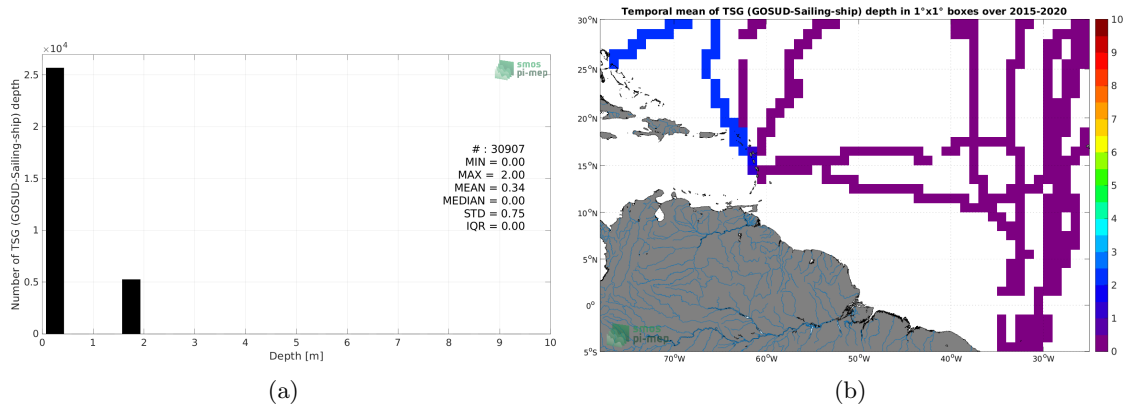 ×10⁴
2.5
2
1.5
1
0.5
0
0 1 2 3 4 5 6 7 8 9 10
Number of TSG (GOSUD-Sailing-ship) depth
Depth [m]
smos
pi-mep
# : 30907
MIN = 0.00
MAX = 2.00
MEAN = 0.34
MEDIAN = 0.00
STD = 0.75
IQR = 0.00
(a)
Temporal mean of TSG (GOSUD-Sailing-ship) depth in 1°x1° boxes over 2015-2020
30°N
25°N
20°N
15°N
10°N
5°N
0°
5°S
70°W 60°W 50°W 40°W 30°W
10
9
8
7
6
5
4
3
2
1
0
smos
pi-mep
(b)